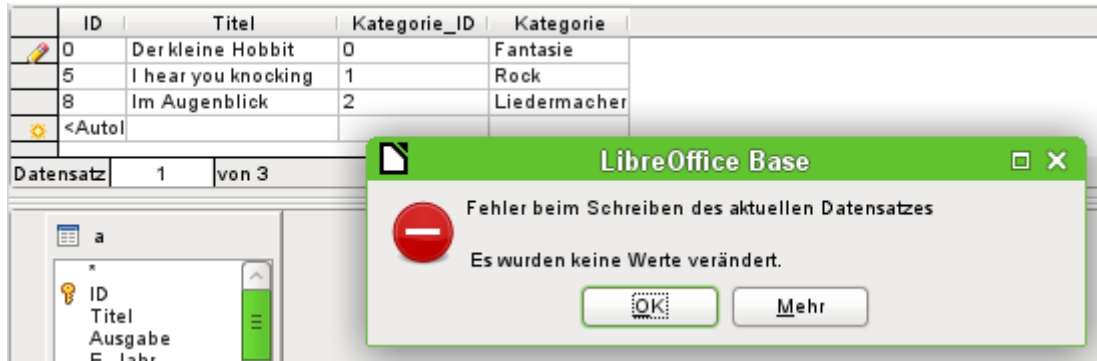 ID Titel Kategorie_ID Kategorie
0 Der kleine Hobbit 0 Fantasie
5 I hear you knocking 1 Rock
8 Im Augenblick 2 Liedermacher
<AutoI
Datensatz 1 von 3
LibreOffice Base
Fehler beim Schreiben des aktuellen Datensatzes
Es wurden keine Werte verändert.
OK Mehr
a
*
ID
Titel
Ausgabe
E_Jahr